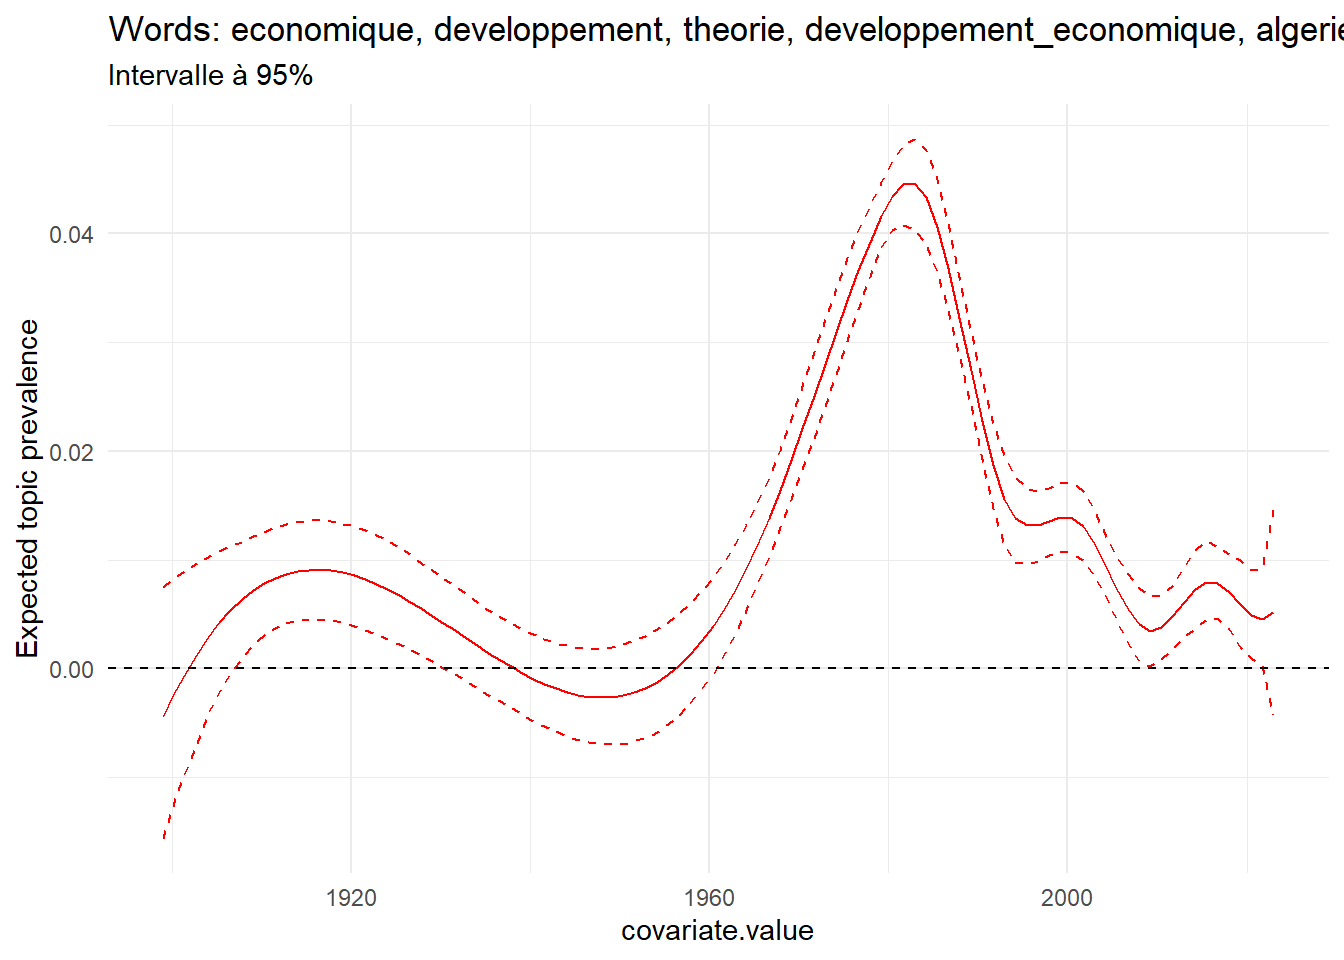 Words: economique, developpement, theorie, developpement_economique, algerie
Intervalle à 95%
Expected topic prevalence
0.04
0.02
0.00
1920
1960
2000
covariate.value